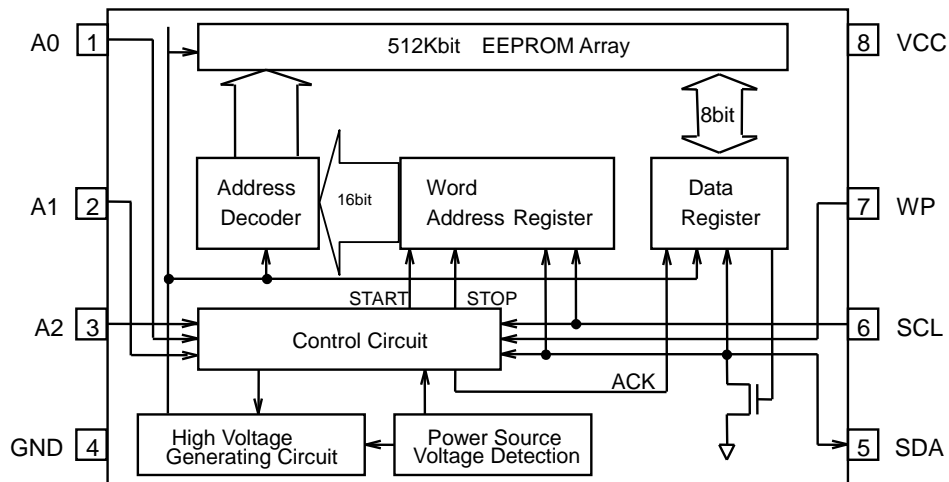 A0 1 512Kbit EEPROM Array 8 VCC
8bit
A1 2 Address Decoder 16bit Word Address Register Data Register 7 WP
START STOP
A2 3 Control Circuit 6 SCL
ACK
GND 4 High Voltage Generating Circuit Power Source Voltage Detection 5 SDA